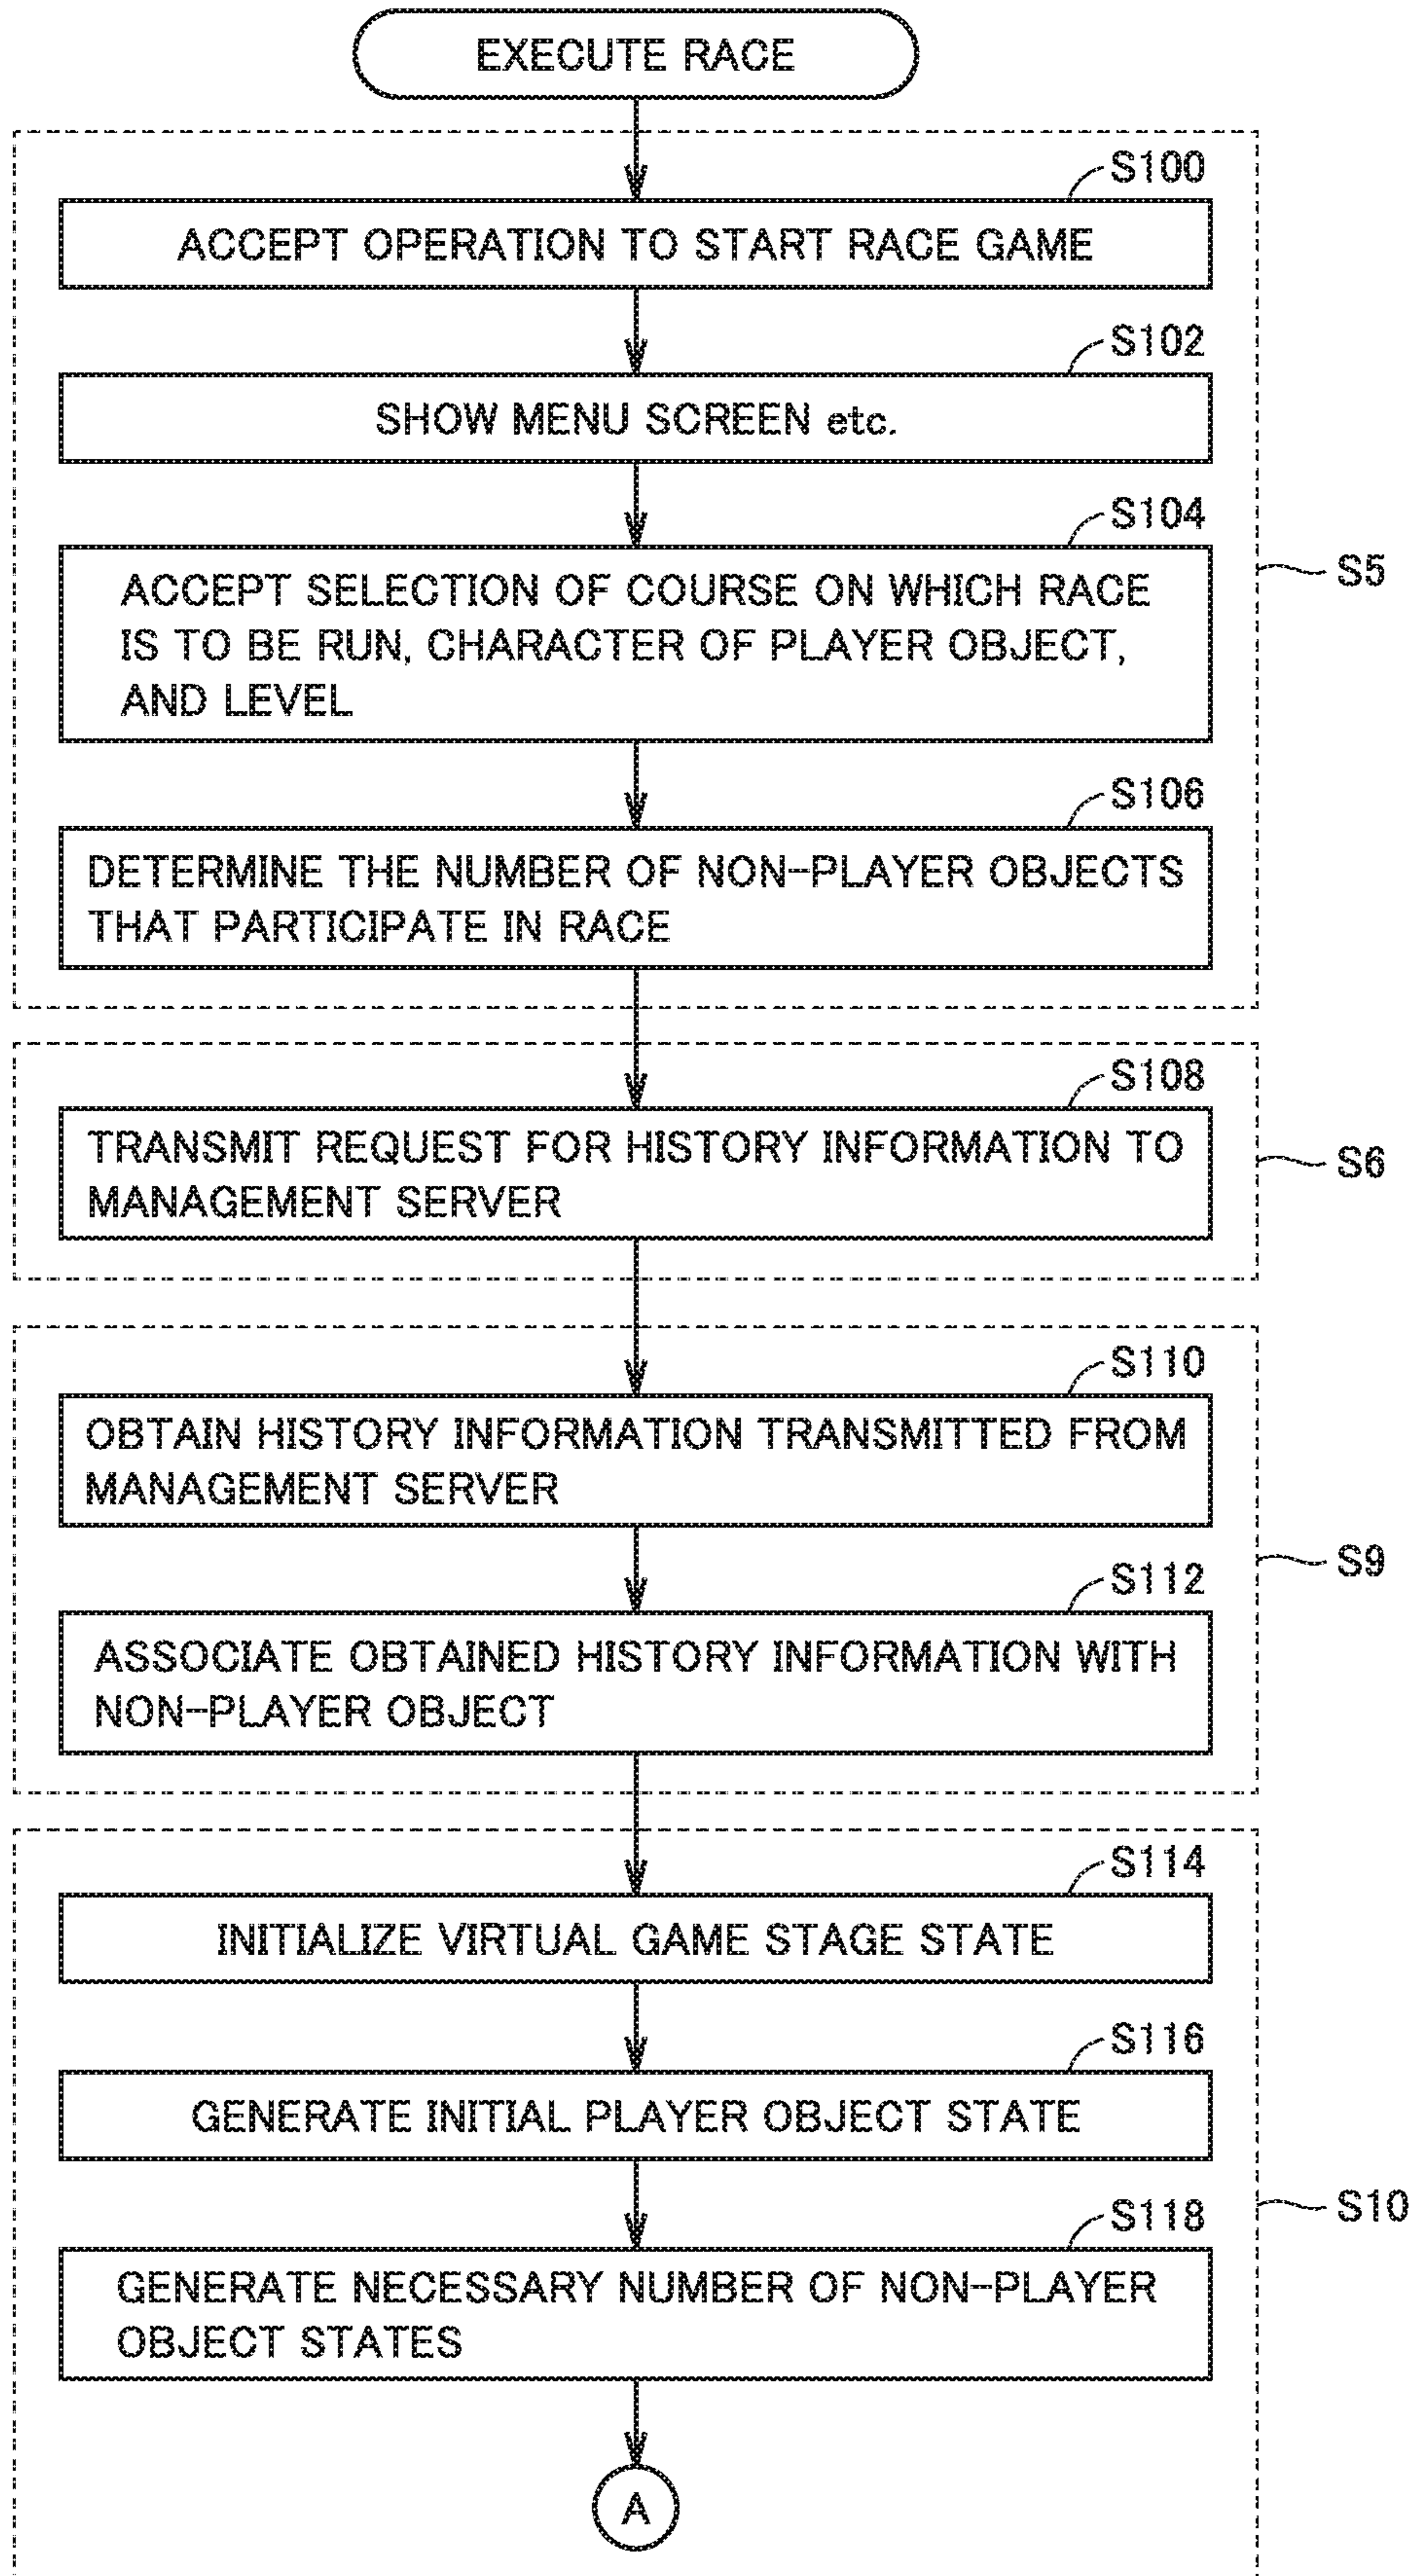 EXECUTE RACE
S100
ACCEPT OPERATION TO START RACE GAME
S102
SHOW MENU SCREEN etc.
S104
ACCEPT SELECTION OF COURSE ON WHICH RACE
IS TO BE RUN, CHARACTER OF PLAYER OBJECT,
AND LEVEL
S5
S106
DETERMINE THE NUMBER OF NON-PLAYER OBJECTS
THAT PARTICIPATE IN RACE
S108
TRANSMIT REQUEST FOR HISTORY INFORMATION TO
MANAGEMENT SERVER
S6
S110
OBTAIN HISTORY INFORMATION TRANSMITTED FROM
MANAGEMENT SERVER
S9
S112
ASSOCIATE OBTAINED HISTORY INFORMATION WITH
NON-PLAYER OBJECT
S114
INITIALIZE VIRTUAL GAME STAGE STATE
S116
GENERATE INITIAL PLAYER OBJECT STATE
S10
S118
GENERATE NECESSARY NUMBER OF NON-PLAYER
OBJECT STATES
A